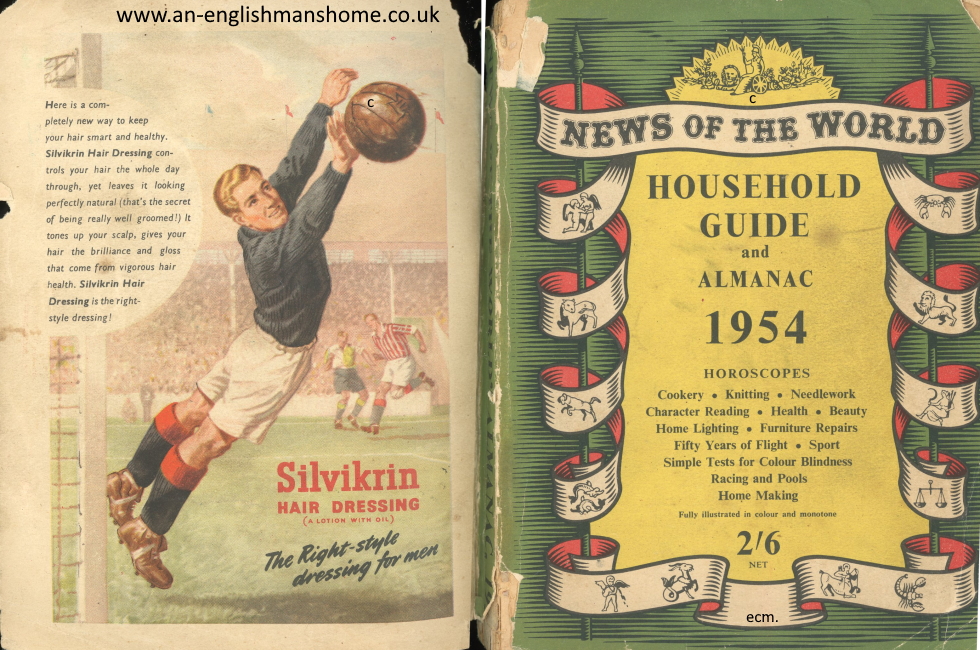 www.an-englishmanshome.co.uk
Here is a com-
pletely new way to keep
your hair smart and healthy.
Silvikrin Hair Dressing con-
trols your hair the whole day
through, yet leaves it looking
perfectly natural (that's the secret
of being really well groomed!) It
tones up your scalp, gives your
hair the brilliance and gloss
that come from vigorous hair
health. Silvikrin Hair
Dressing is the right-
style dressing!
c
Silvikrin
HAIR DRESSING
(A LOTION WITH OIL)
The Right-style
dressing for men
c
NEWS OF THE WORLD
HOUSEHOLD
GUIDE
and
ALMANAC
1954
HOROSCOPES
Cookery • Knitting • Needlework
Character Reading • Health • Beauty
Home Lighting • Furniture Repairs
Fifty Years of Flight • Sport
Simple Tests for Colour Blindness
Racing and Pools
Home Making
Fully illustrated in colour and monotone
2/6
NET
ecm.